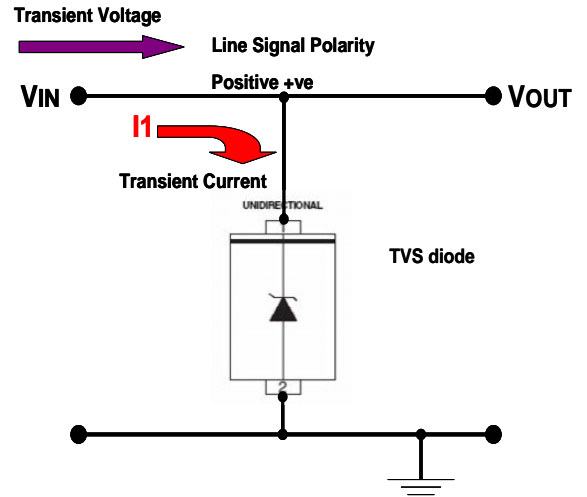 Transient Voltage
Line Signal Polarity
Positive +ve
VIN
VOUT
I1
Transient Current
UNIDIRECTIONAL
TVS diode
2